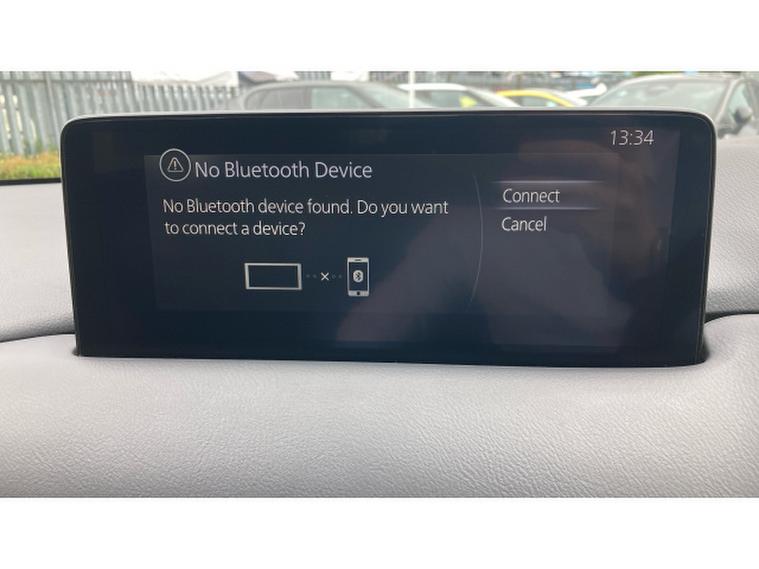 13:34
No Bluetooth Device
No Bluetooth device found. Do you want
to connect a device?
Connect
Cancel